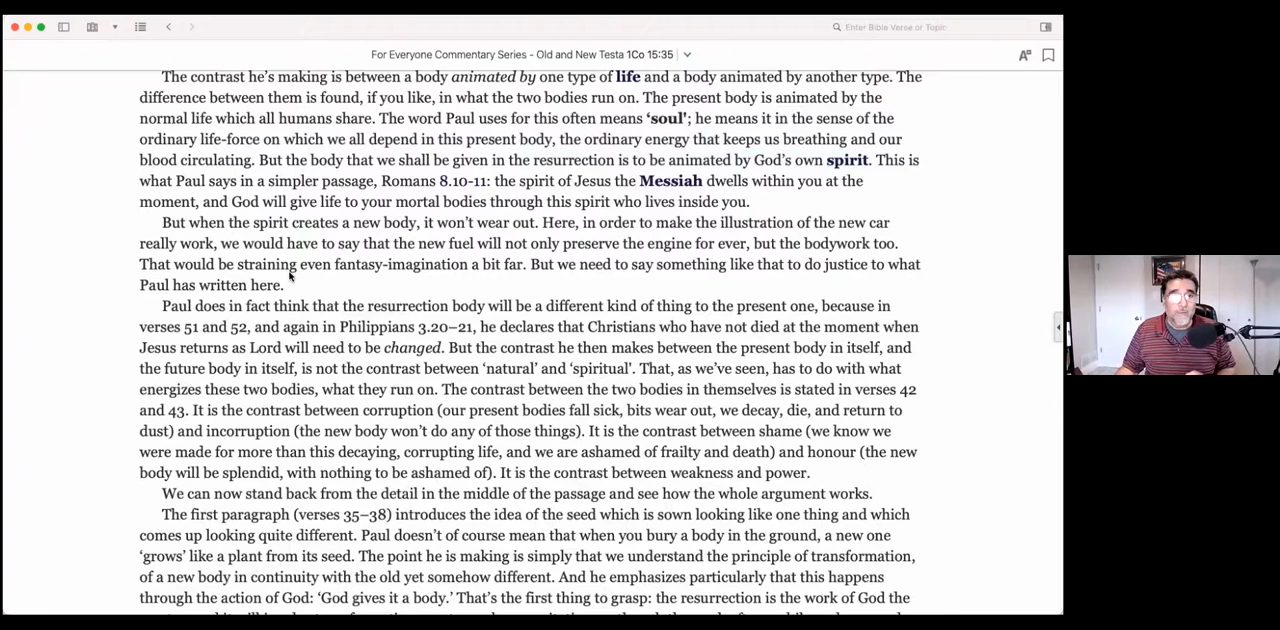 Enter Bible Verse or Topic
For Everyone Commentary Series - Old and New Testa 1Co 15:35
The contrast he's making is between a body animated by one type of life and a body animated by another type. The
difference between them is found, if you like, in what the two bodies run on. The present body is animated by the
normal life which all humans share. The word Paul uses for this often means ‘soul'; he means it in the sense of the
ordinary life-force on which we all depend in this present body, the ordinary energy that keeps us breathing and our
blood circulating. But the body that we shall be given in the resurrection is to be animated by God's own spirit. This is
what Paul says in a simpler passage, Romans 8.10-11: the spirit of Jesus the Messiah dwells within you at the
moment, and God will give life to your mortal bodies through this spirit who lives inside you.
But when the spirit creates a new body, it won't wear out. Here, in order to make the illustration of the new car
really work, we would have to say that the new fuel will not only preserve the engine for ever, but the bodywork too.
That would be straining even fantasy-imagination a bit far. But we need to say something like that to do justice to what
Paul has written here.
Paul does in fact think that the resurrection body will be a different kind of thing to the present one, because in
verses 51 and 52, and again in Philippians 3.20–21, he declares that Christians who have not died at the moment when
Jesus returns as Lord will need to be changed. But the contrast he then makes between the present body in itself, and
the future body in itself, is not the contrast between ‘natural' and ‘spiritual'. That, as we've seen, has to do with what
energizes these two bodies, what they run on. The contrast between the two bodies in themselves is stated in verses 42
and 43. It is the contrast between corruption (our present bodies fall sick, bits wear out, we decay, die, and return to
dust) and incorruption (the new body won't do any of those things). It is the contrast between shame (we know we
were made for more than this decaying, corrupting life, and we are ashamed of frailty and death) and honour (the new
body will be splendid, with nothing to be ashamed of). It is the contrast between weakness and power.
We can now stand back from the detail in the middle of the passage and see how the whole argument works.
The first paragraph (verses 35–38) introduces the idea of the seed which is sown looking like one thing and which
comes up looking quite different. Paul doesn't of course mean that when you bury a body in the ground, a new one
‘grows' like a plant from its seed. The point he is making is simply that we understand the principle of transformation,
of a new body in continuity with the old yet somehow different. And he emphasizes particularly that this happens
through the action of God: ‘God gives it a body.' That's the first thing to grasp: the resurrection is the work of God the